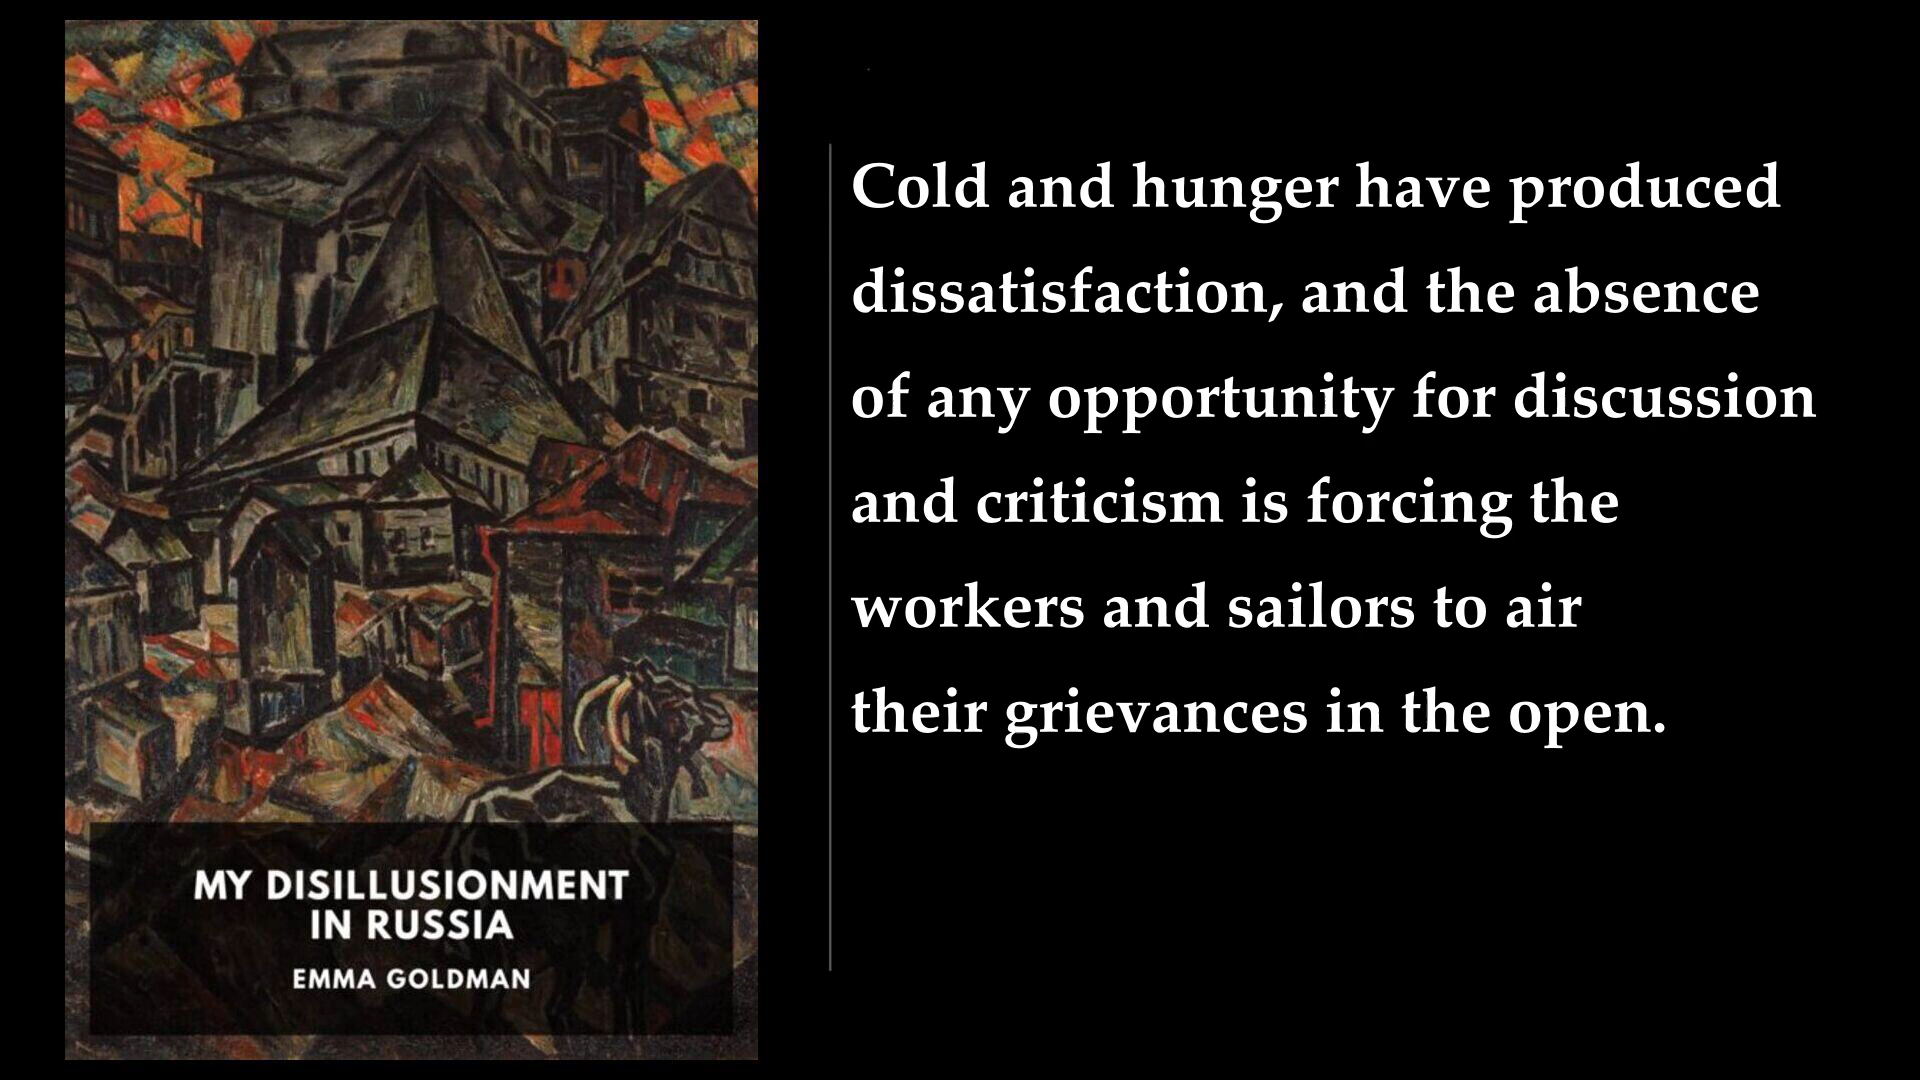 Cold and hunger have produced
dissatisfaction, and the absence
of any opportunity for discussion
and criticism is forcing the
workers and sailors to air
their grievances in the open.
MY DISILLUSIONMENT
IN RUSSIA
EMMA GOLDMAN